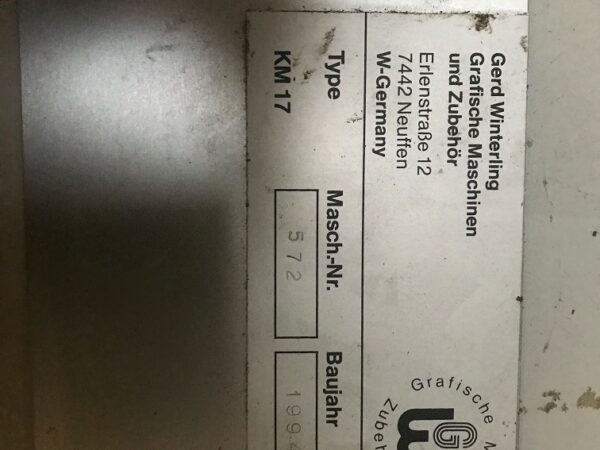 Gerd Winterling
Grafische Maschinen
und Zubehör
Erlenstraße 12
7442 Neuffen
W-Germany
Grafische
Type
Masch.-Nr.
Baujahr
KM 17
572